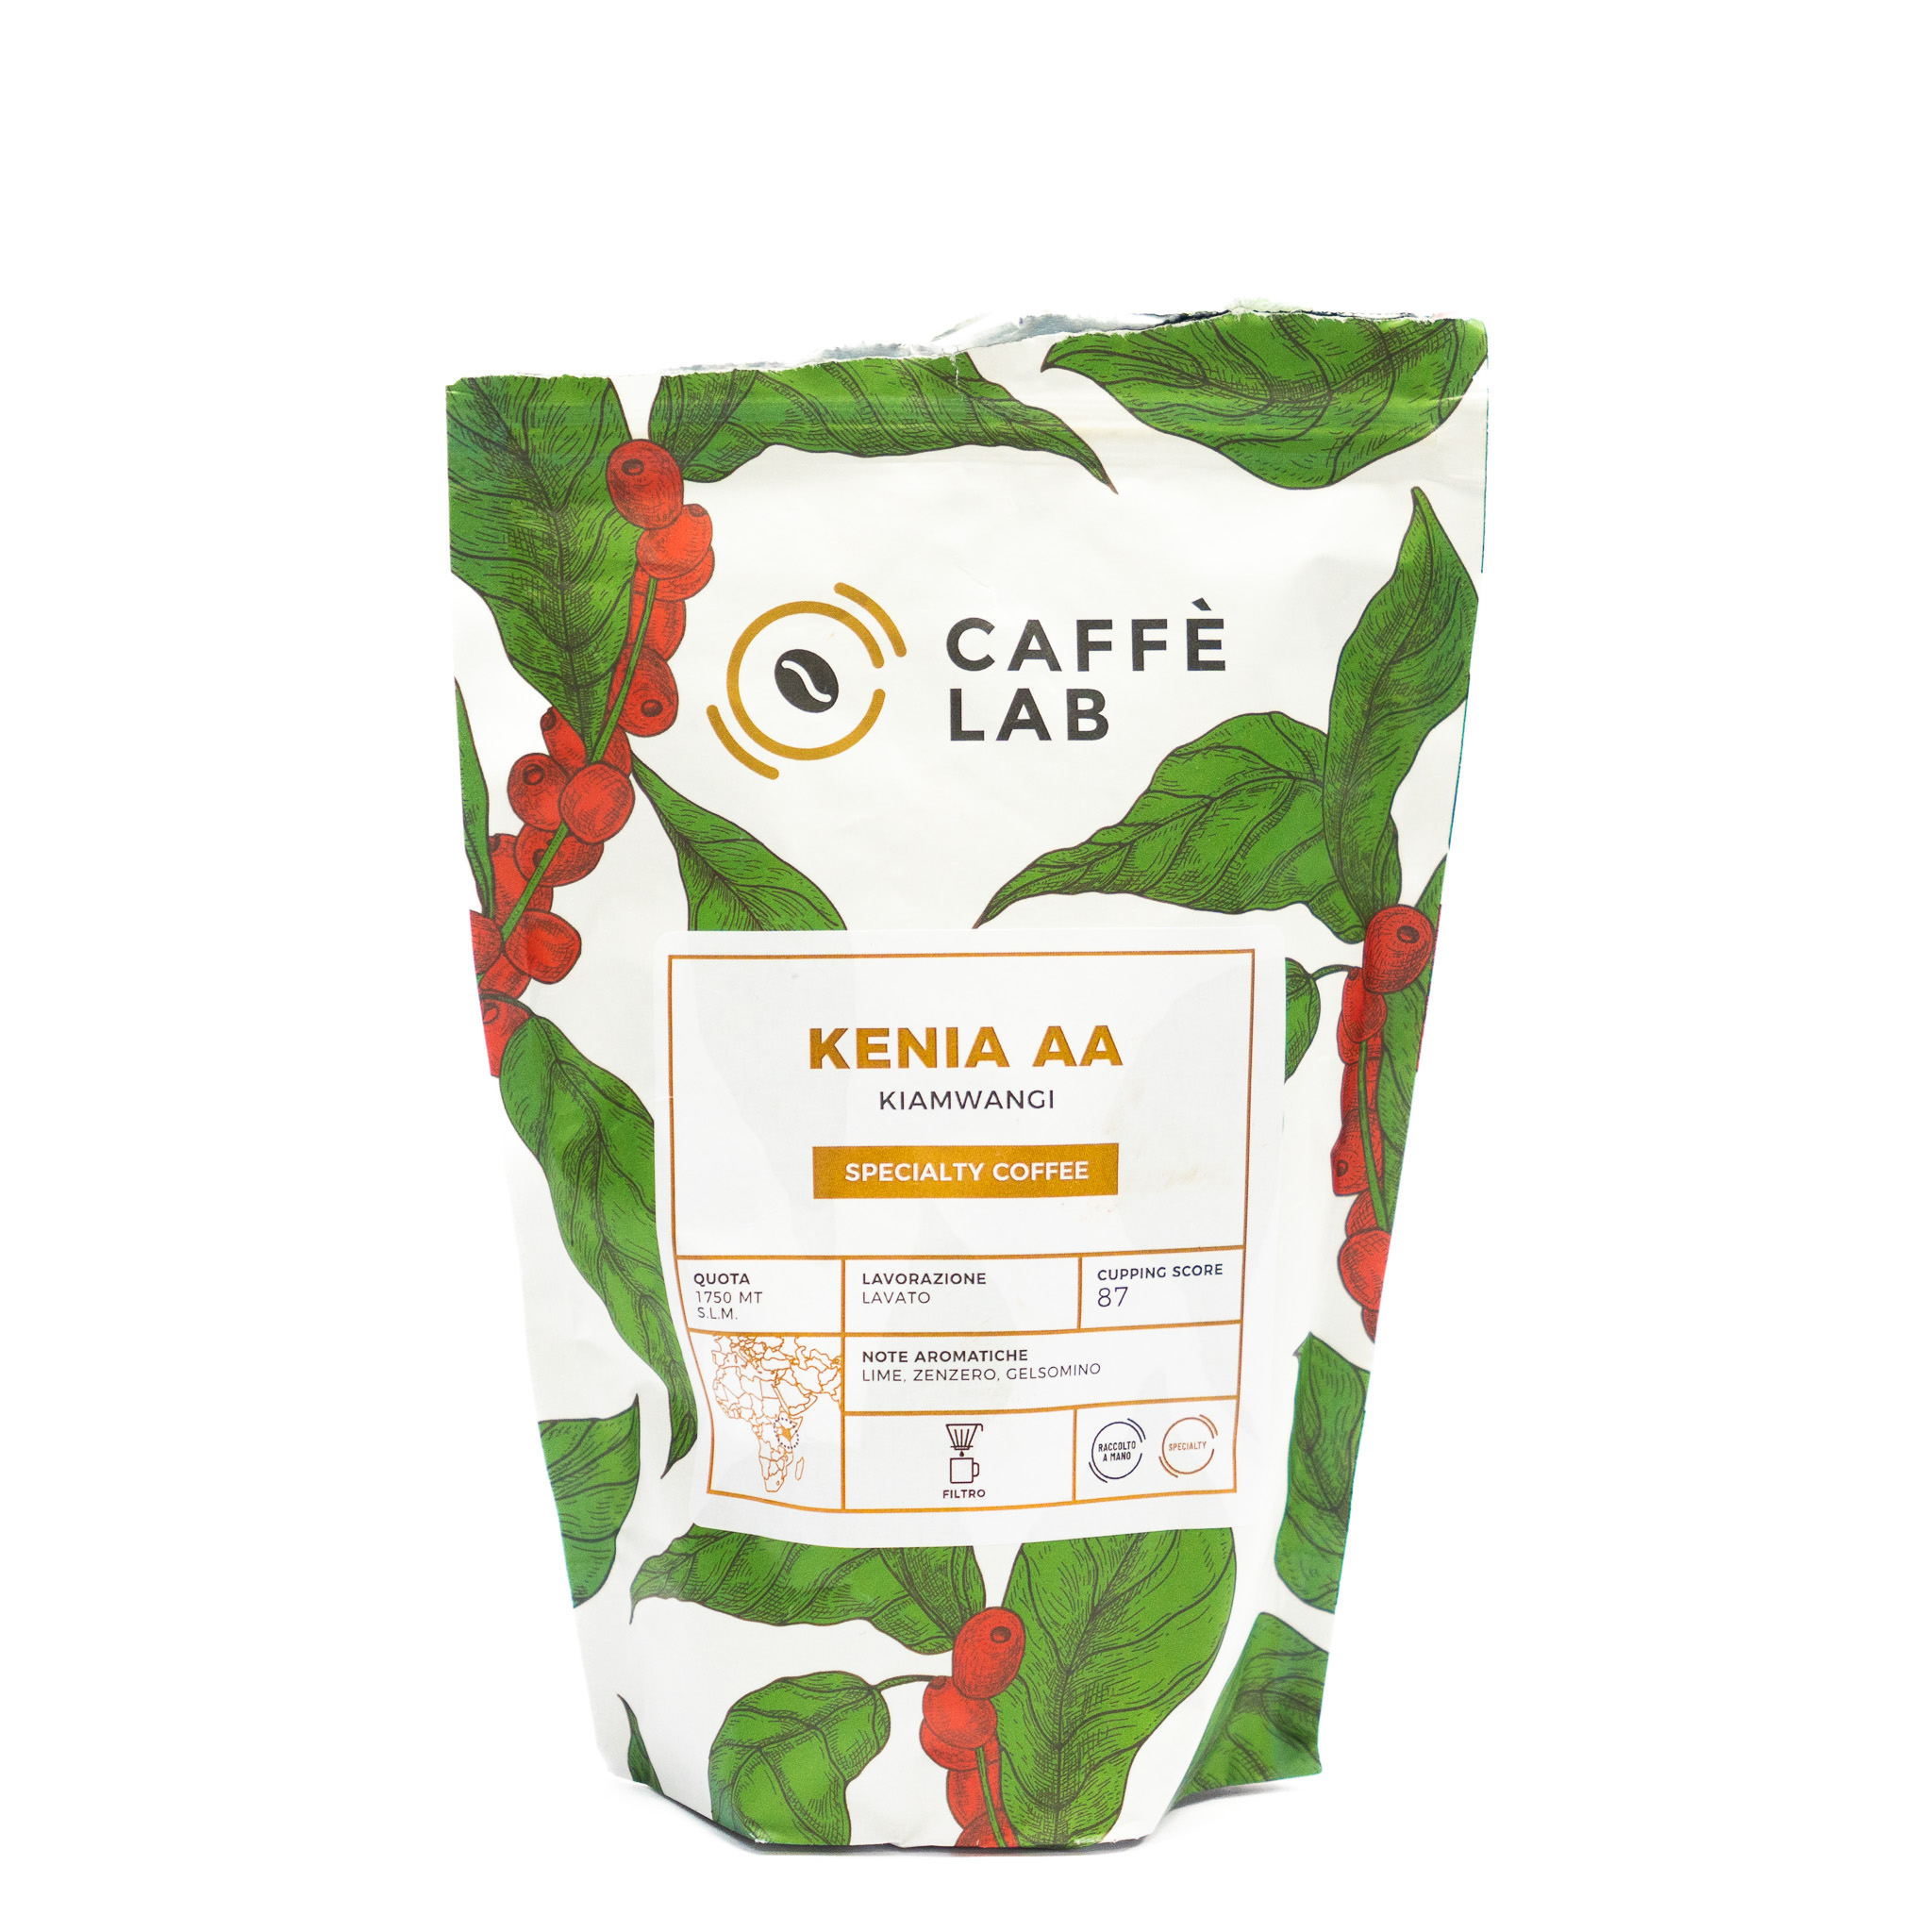 CAFFÈ
LAB
KENIA AA
KIAMWANGI
SPECIALTY COFFEE
QUOTA
1750 MT
S.L.M.
LAVORAZIONE
LAVATO
CUPPING SCORE
87
NOTE AROMATICHE
LIME, ZENZERO, GELSOMINO
FILTRO
RACCOLTO
A MANO
SPECIALTY